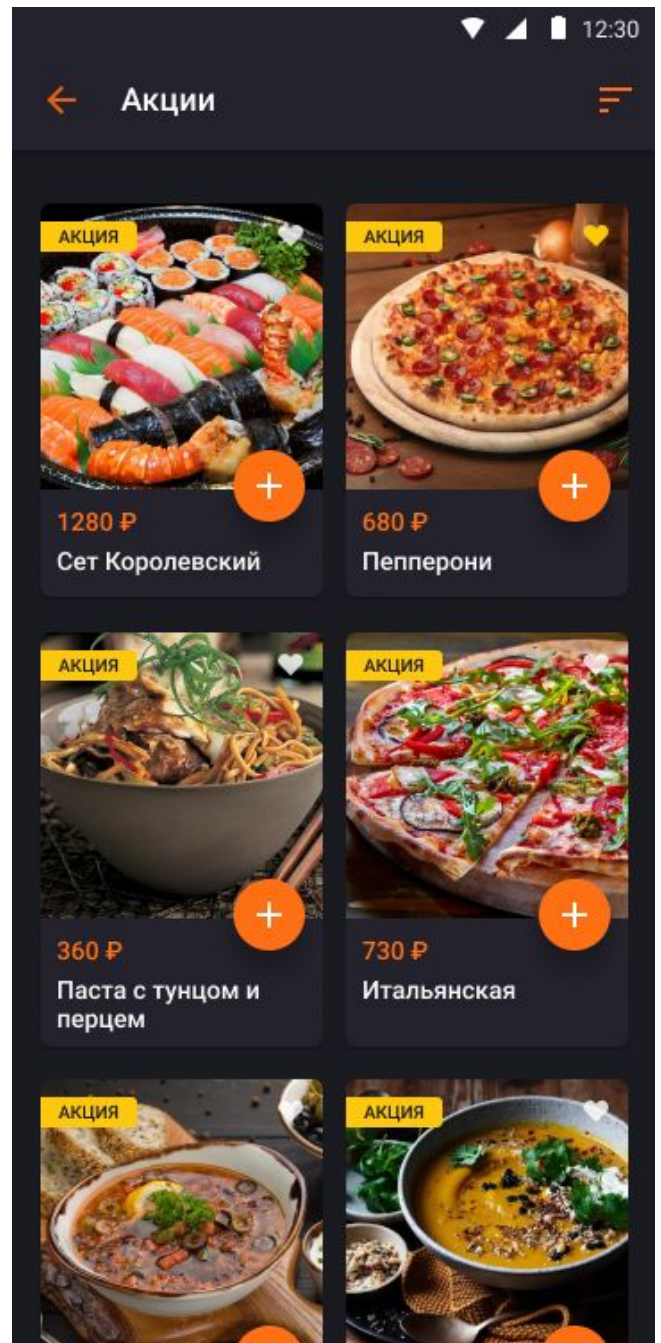 12:30
Акции
АКЦИЯ
АКЦИЯ
1280 ₽
680 ₽
Сет Королевский
Пепперони
АКЦИЯ
АКЦИЯ
360 ₽
730 ₽
Паста с тунцом и
перцем
Итальянская
АКЦИЯ
АКЦИЯ